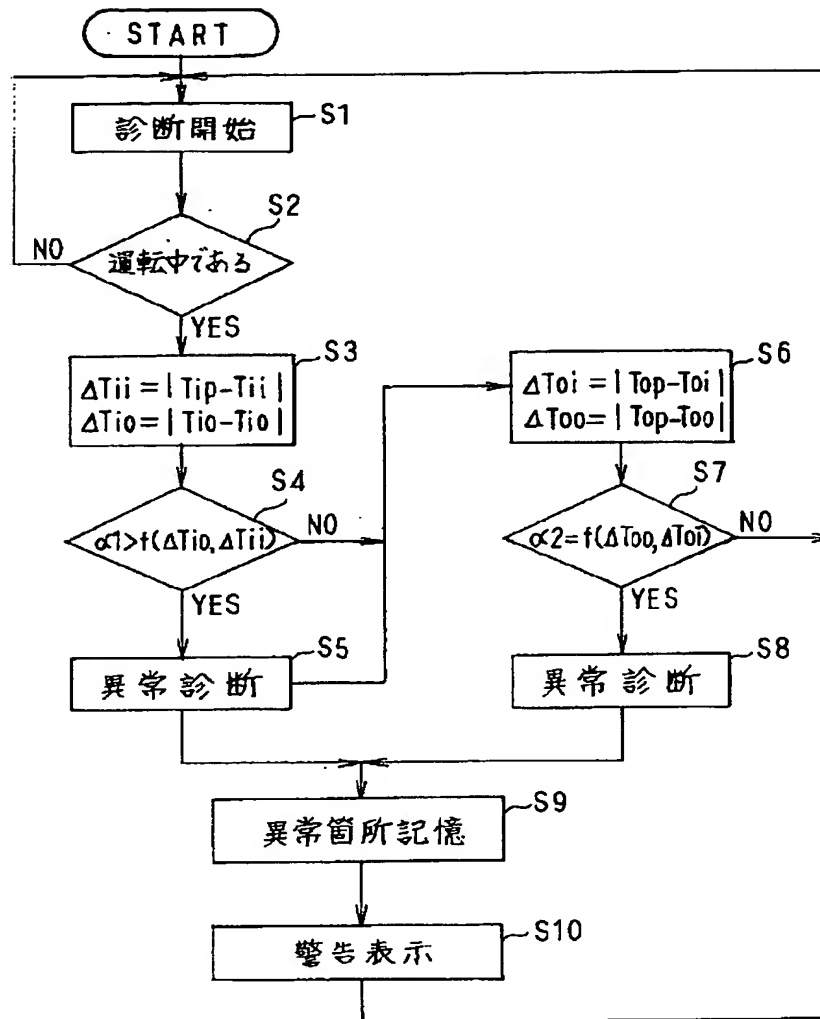 START
診断開始
S1
S2
運転中である
NO
YES
S3
ΔTii=|Tip-Tii|
ΔTio=|Tio-Tio|
S4
α1>f(ΔTio,ΔTii)
NO
YES
S5
異常診断
S6
ΔToi=|Top-Toi|
ΔToo=|Top-Too|
S7
α2=f(ΔToo,ΔToi)
NO
YES
S8
異常診断
S9
異常箇所記憶
S10
警告表示